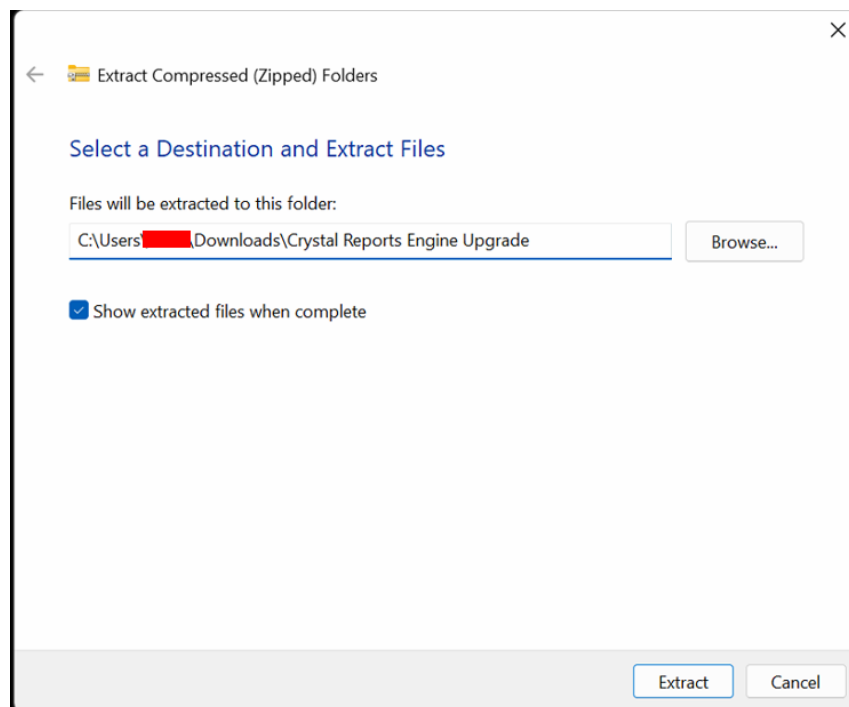 Extract Compressed (Zipped) Folders
Select a Destination and Extract Files
Files will be extracted to this folder:
C:\Users\ \Downloads\Crystal Reports Engine Upgrade
Browse...
Show extracted files when complete
Extract
Cancel